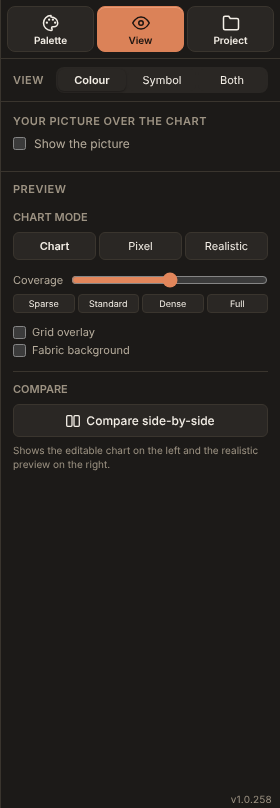 Palette
View
Project
VIEW
Colour
Symbol
Both
YOUR PICTURE OVER THE CHART
Show the picture
PREVIEW
CHART MODE
Chart
Pixel
Realistic
Coverage
Sparse
Standard
Dense
Full
Grid overlay
Fabric background
COMPARE
Compare side-by-side
Shows the editable chart on the left and the realistic
preview on the right.
v1.0.258